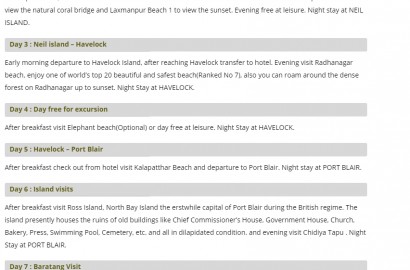 view the natural coral bridge and Laxmanpur Beach 1 to view the sunset. Evening free at leisure. Night stay at NEIL
ISLAND.
Day 3 : Neil island – Havelock
Early morning departure to Havelock Island, after reaching Havelock transfer to hotel. Evening visit Radhanagar
beach, enjoy one of world's top 20 beautiful and safest beach(Ranked No 7), also you can roam around the dense
forest on Radhanagar up to sunset. Night Stay at HAVELOCK.
Day 4 : Day free for excursion
After breakfast visit Elephant beach(Optional) or day free at leisure, Night Stay at HAVELOCK.
Day 5 : Havelock – Port Blair
After breakfast check out from hotel visit Kalapatthar Beach and departure to Port Blair. Night stay at PORT BLAIR.
Day 6 : Island visits
After breakfast visit Ross Island, North Bay Island the erstwhile capital of Port Blair during the British regime. The
island presently houses the ruins of old buildings like Chief Commissioner's House, Government House, Church,
Bakery, Press, Swimming Pool, Cemetery, etc. and all in dilapidated condition. and evening visit Chidiya Tapu , Night
Stay at PORT BLAIR.
Day 7 : Baratang Visit